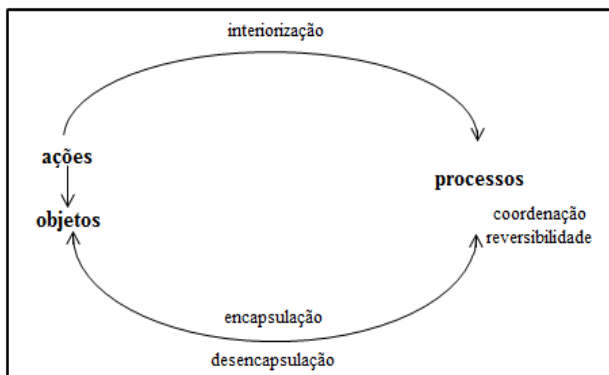 interiorização
ações
processos
objetos
coordenação
reversibilidade
encapsulação
desencapsulação